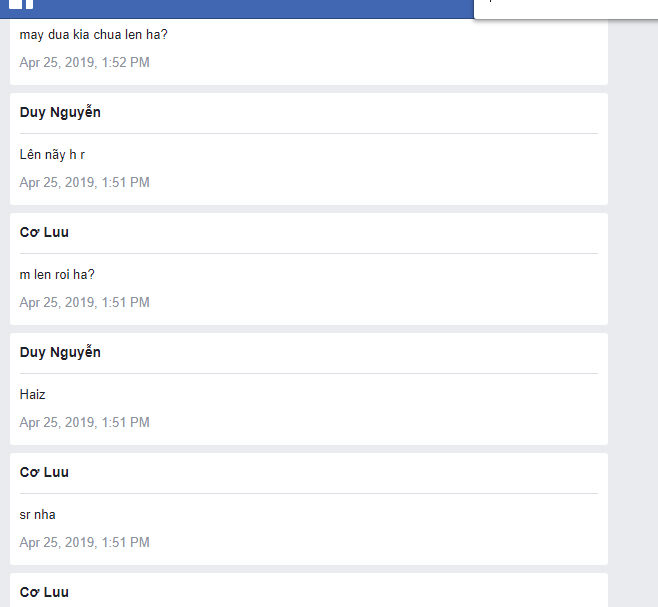 may dua kia chua len ha?
Apr 25, 2019, 1:52 PM
Duy Nguyễn
Lên nãy h r
Apr 25, 2019, 1:51 PM
Cơ Luu
m len roi ha?
Apr 25, 2019, 1:51 PM
Duy Nguyễn
Haiz
Apr 25, 2019, 1:51 PM
Cơ Luu
sr nha
Apr 25, 2019, 1:51 PM
Cơ Luu